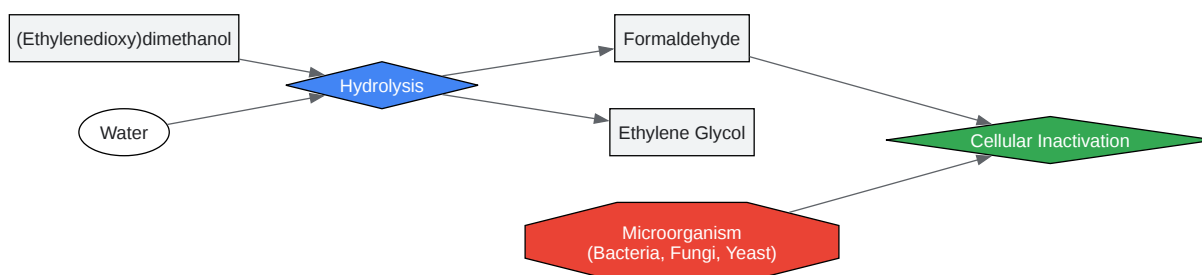 (Ethylenedioxy)dimethanol
Formaldehyde
Hydrolysis
Water
Ethylene Glycol
Cellular Inactivation
Microorganism
(Bacteria, Fungi, Yeast)